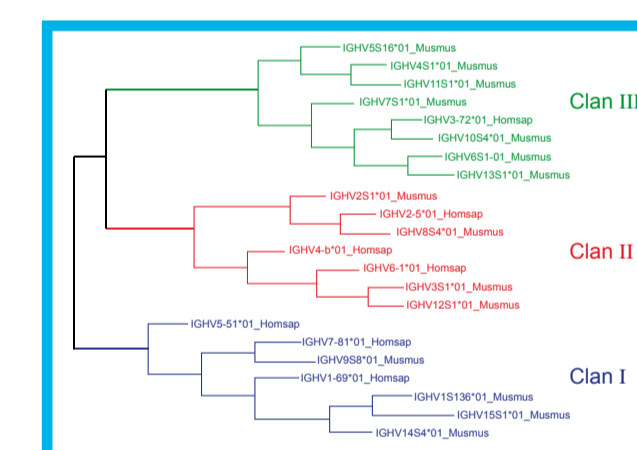 IGHV5S16*01_Musmus
IGHV4S1*01_Musmus
IGHV11S1*01_Musmus
IGHV7S1*01_Musmus
Clan III
IGHV3-72*01_Homsap
IGHV10S4*01_Musmus
IGHV6S1-01_Musmus
IGHV13S1*01_Musmus
IGHV2S1*01_Musmus
IGHV2-5*01_Homsap
IGHV8S4*01_Musmus
IGHV4-b*01_Homsap
Clan II
IGHV6-1*01_Homsap
IGHV3S1*01_Musmus
IGHV12S1*01_Musmus
IGHV5-51*01_Homsap
IGHV7-81*01_Homsap
IGHV9S8*01_Musmus
IGHV1-69*01_Homsap
Clan I
IGHV1S136*01_Musmus
IGHV15S1*01_Musmus
IGHV14S4*01_Musmus